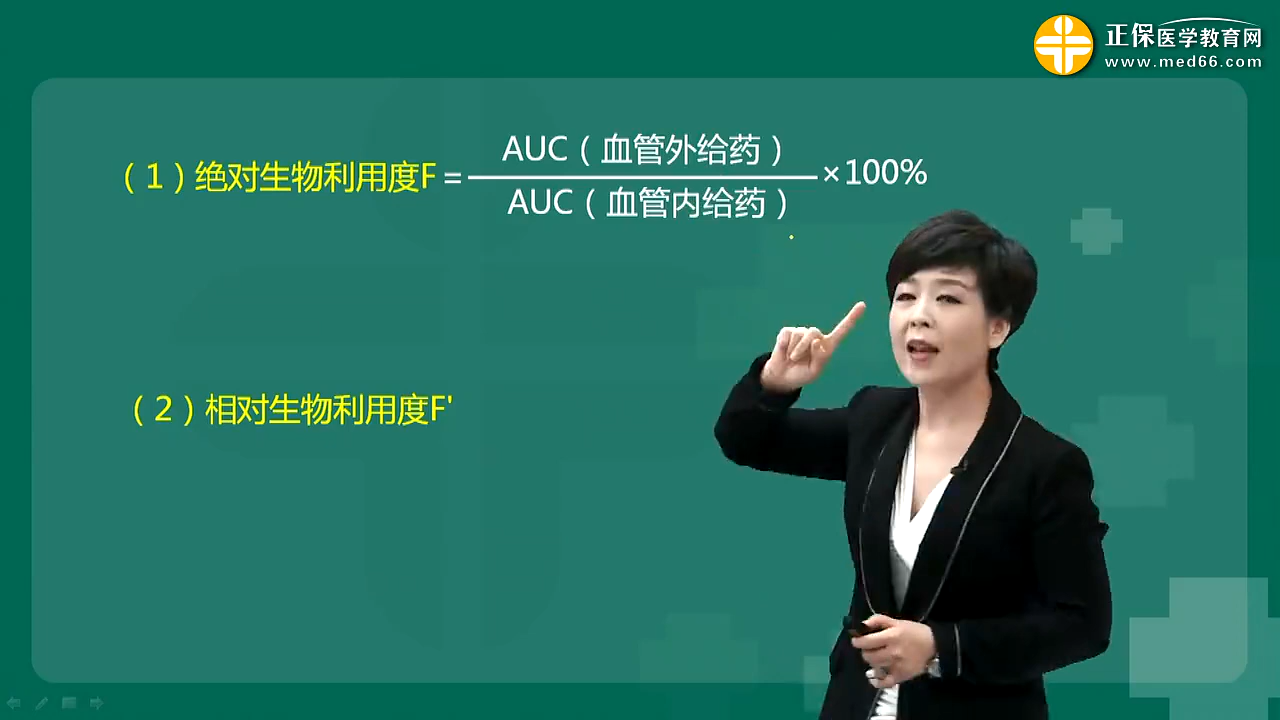 正保医学教育网
www.med66.com
（1）绝对生物利用度F = AUC（血管外给药） ×100%
AUC（血管内给药）
（2）相对生物利用度F'